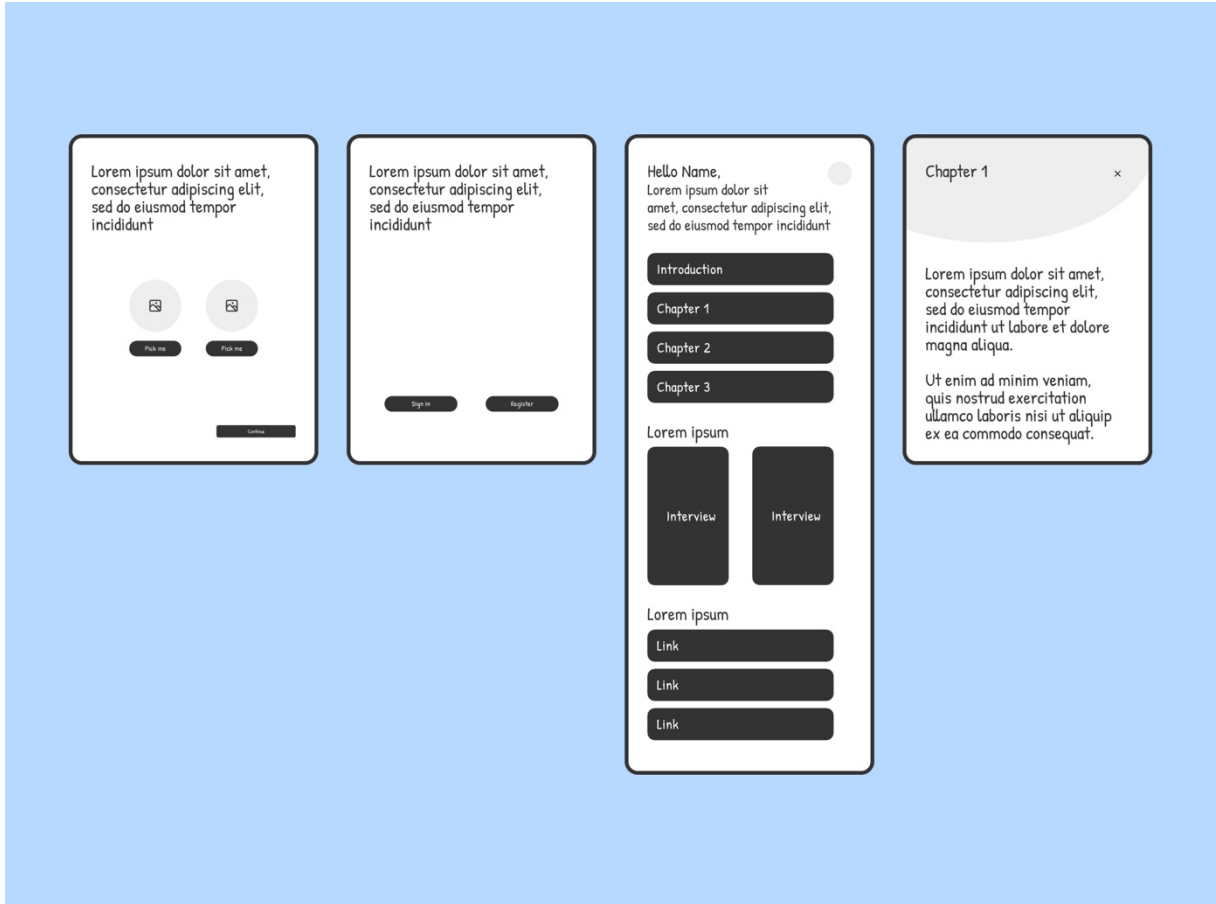 Lorem ipsum dolor sit amet,
consectetur adipiscing elit,
sed do eiusmod tempor
incididunt
Pick me
Pick me
Continue
Lorem ipsum dolor sit amet,
consectetur adipiscing elit,
sed do eiusmod tempor
incididunt
Sign in
Register
Hello Name,
Lorem ipsum dolor sit
amet, consectetur adipiscing elit,
sed do eiusmod tempor incididunt
Introduction
Chapter 1
Chapter 2
Chapter 3
Lorem ipsum
Interview
Interview
Lorem ipsum
Link
Link
Link
Chapter 1
Lorem ipsum dolor sit amet,
consectetur adipiscing elit,
sed do eiusmod tempor
incididunt ut labore et dolore
magna aliqua.
Ut enim ad minim veniam,
quis nostrud exercitation
ullamco laboris nisi ut aliquip
ex ea commodo consequat.